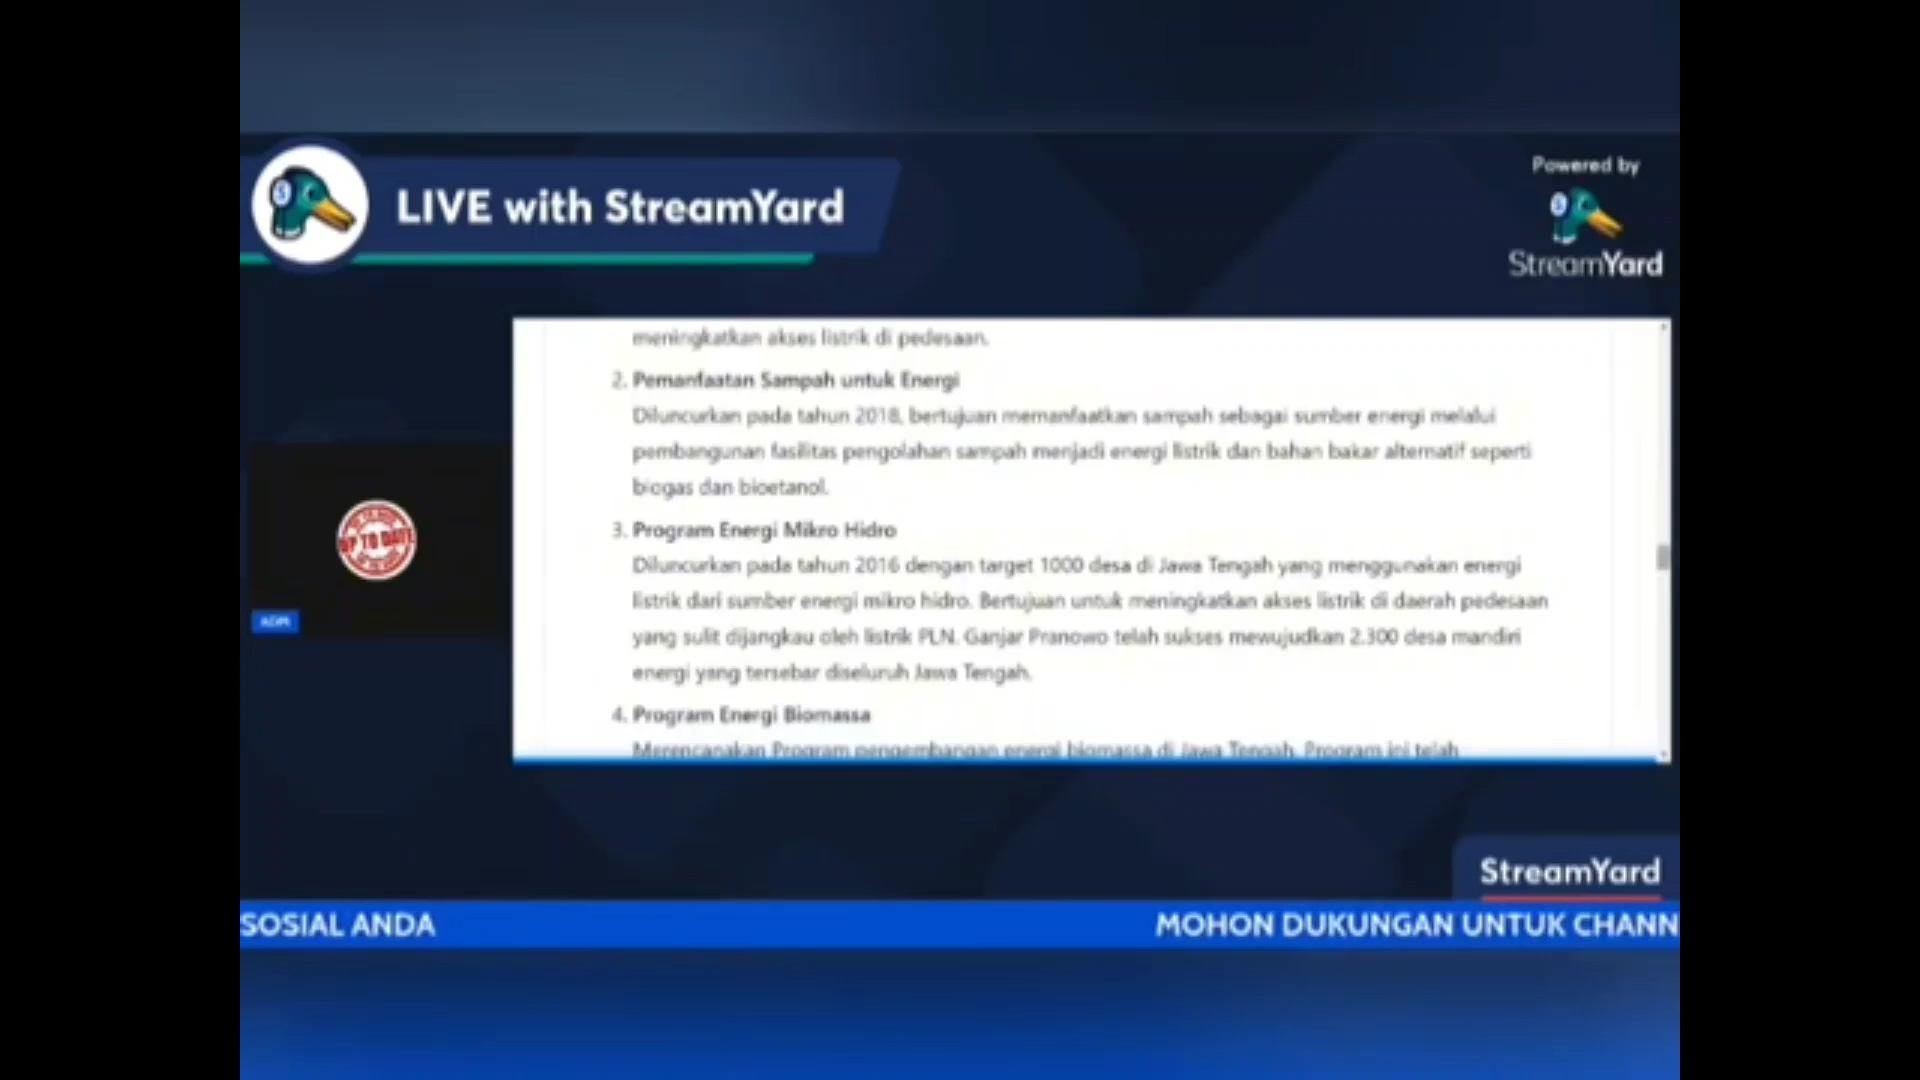 LIVE with StreamYard
Powered by
StreamYard
meningkatkan akses listrik di pedesaan.
2. Pemanfaatan Sampah untuk Energi
Diluncurkan pada tahun 2018, bertujuan memanfaatkan sampah sebagai sumber energi melalui
pembangunan fasilitas pengolahan sampah menjadi energi listrik dan bahan bakar alternatif seperti
biogas dan bioetanol.
3. Program Energi Mikro Hidro
Diluncurkan pada tahun 2016 dengan target 1000 desa di Jawa Tengah yang menggunakan energi
listrik dari sumber energi mikro hidro. Bertujuan untuk meningkatkan akses listrik di daerah pedesaan
yang sulit dijangkau oleh listrik PLN. Ganjar Pranowo telah sukses mewujudkan 2.300 desa mandiri
energi yang tersebar diseluruh Jawa Tengah.
4. Program Energi Biomassa
Merencanakan Program pengembangan energi biomassa di Jawa Tengah. Program ini telah
UP TO DATE
StreamYard
SOSIAL ANDA
MOHON DUKUNGAN UNTUK CHANN